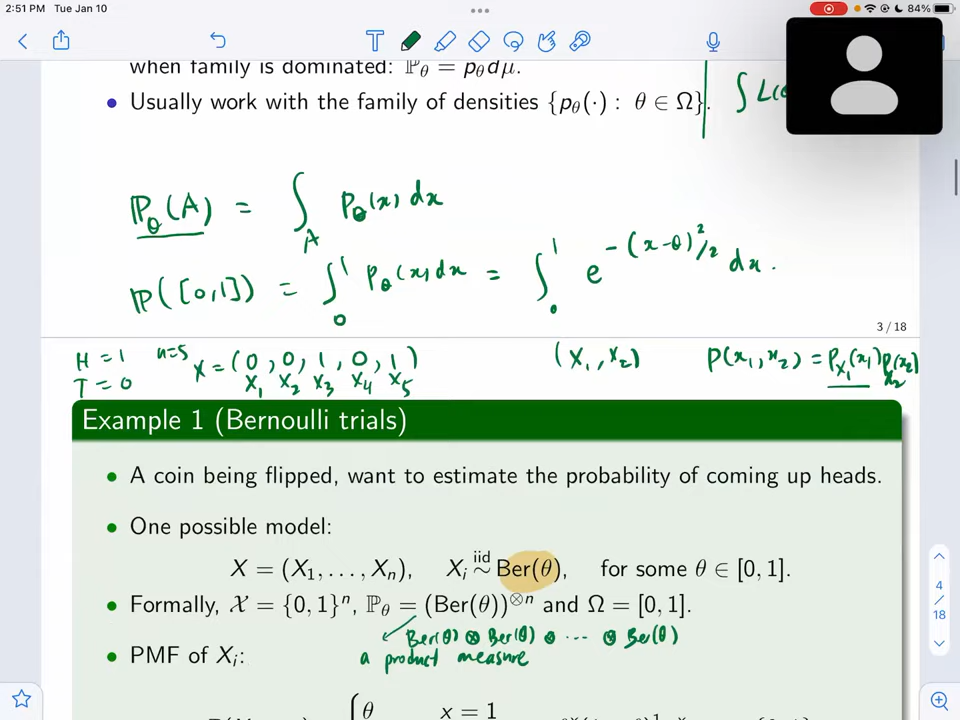 2:51 PM Tue Jan 10
84%
when family is dominated: ℙ_θ = p_θ dμ.
• Usually work with the family of densities {p_θ(·) : θ ∈ Ω}.
∫ L(
ℙ_θ(A) = ∫_A p_θ(x) dx
ℙ([0,1]) = ∫_0^1 p_θ(x) dx = ∫_0^1 e^{-(x-θ)^2/2} dx.
3 / 18
H = 1 n=5 X = (0, 0, 1, 0, 1) (X_1, X_2) P(x_1, x_2) = P_{X_1}(x_1) P_{X_2}(x_2)
T = 0 X_1 X_2 X_3 X_4 X_5
Example 1 (Bernoulli trials)
• A coin being flipped, want to estimate the probability of coming up heads.
• One possible model:
X = (X_1, . . . , X_n), X_i iid∼ Ber(θ), for some θ ∈ [0, 1].
• Formally, 𝒳 = {0, 1}^n, ℙ_θ = (Ber(θ))^{⊗n} and Ω = [0, 1].
Ber(θ) ⊗ Ber(θ) ⊗ ... ⊗ Ber(θ)
• PMF of X_i:
a product measure
θ x = 1
4
/
18